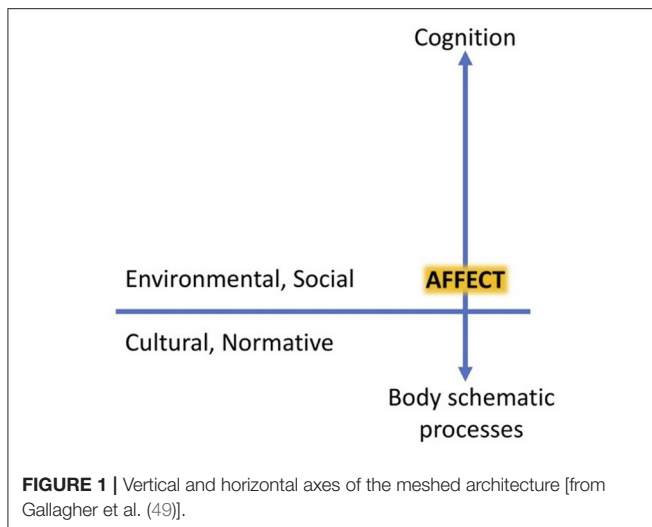 Cognition
Environmental, Social
AFFECT
Cultural, Normative
Body schematic
processes
FIGURE 1 | Vertical and horizontal axes of the meshed architecture [from
Gallagher et al. (49)].